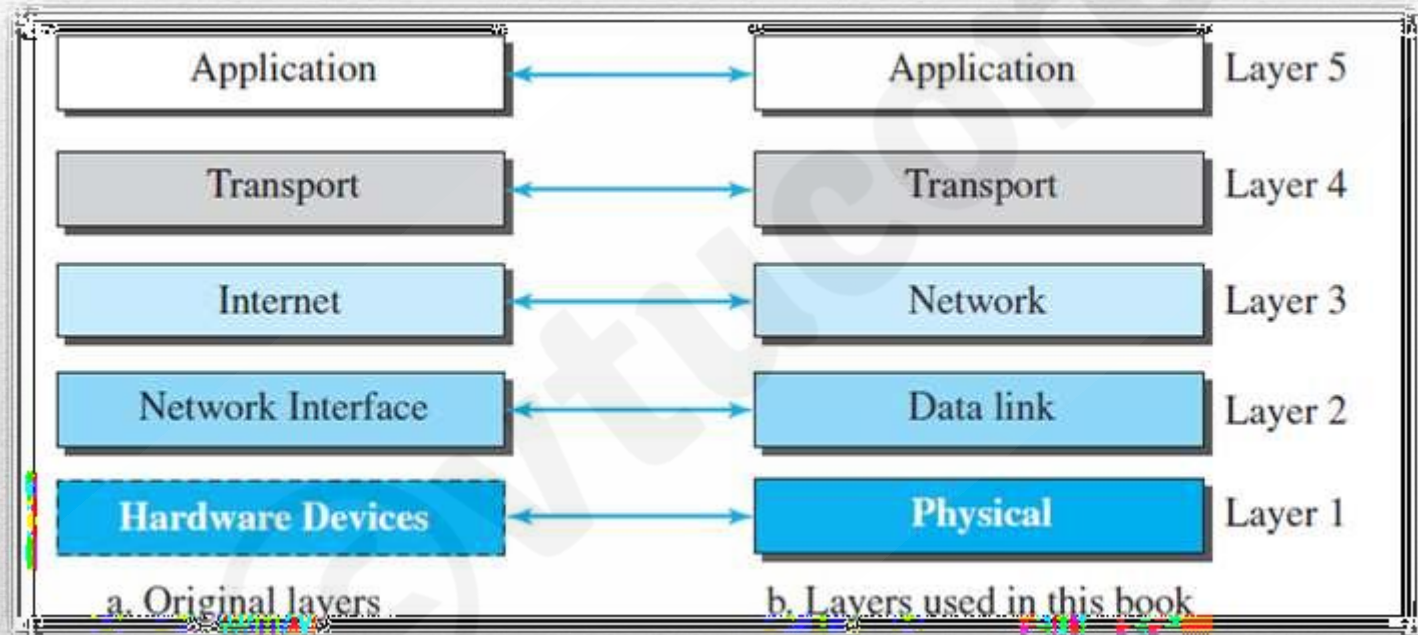 Application
Application
Layer 5
Transport
Transport
Layer 4
Internet
Network
Layer 3
Network Interface
Data link
Layer 2
Hardware Devices
Physical
Layer 1
a. Original layers
b. Layers used in this book